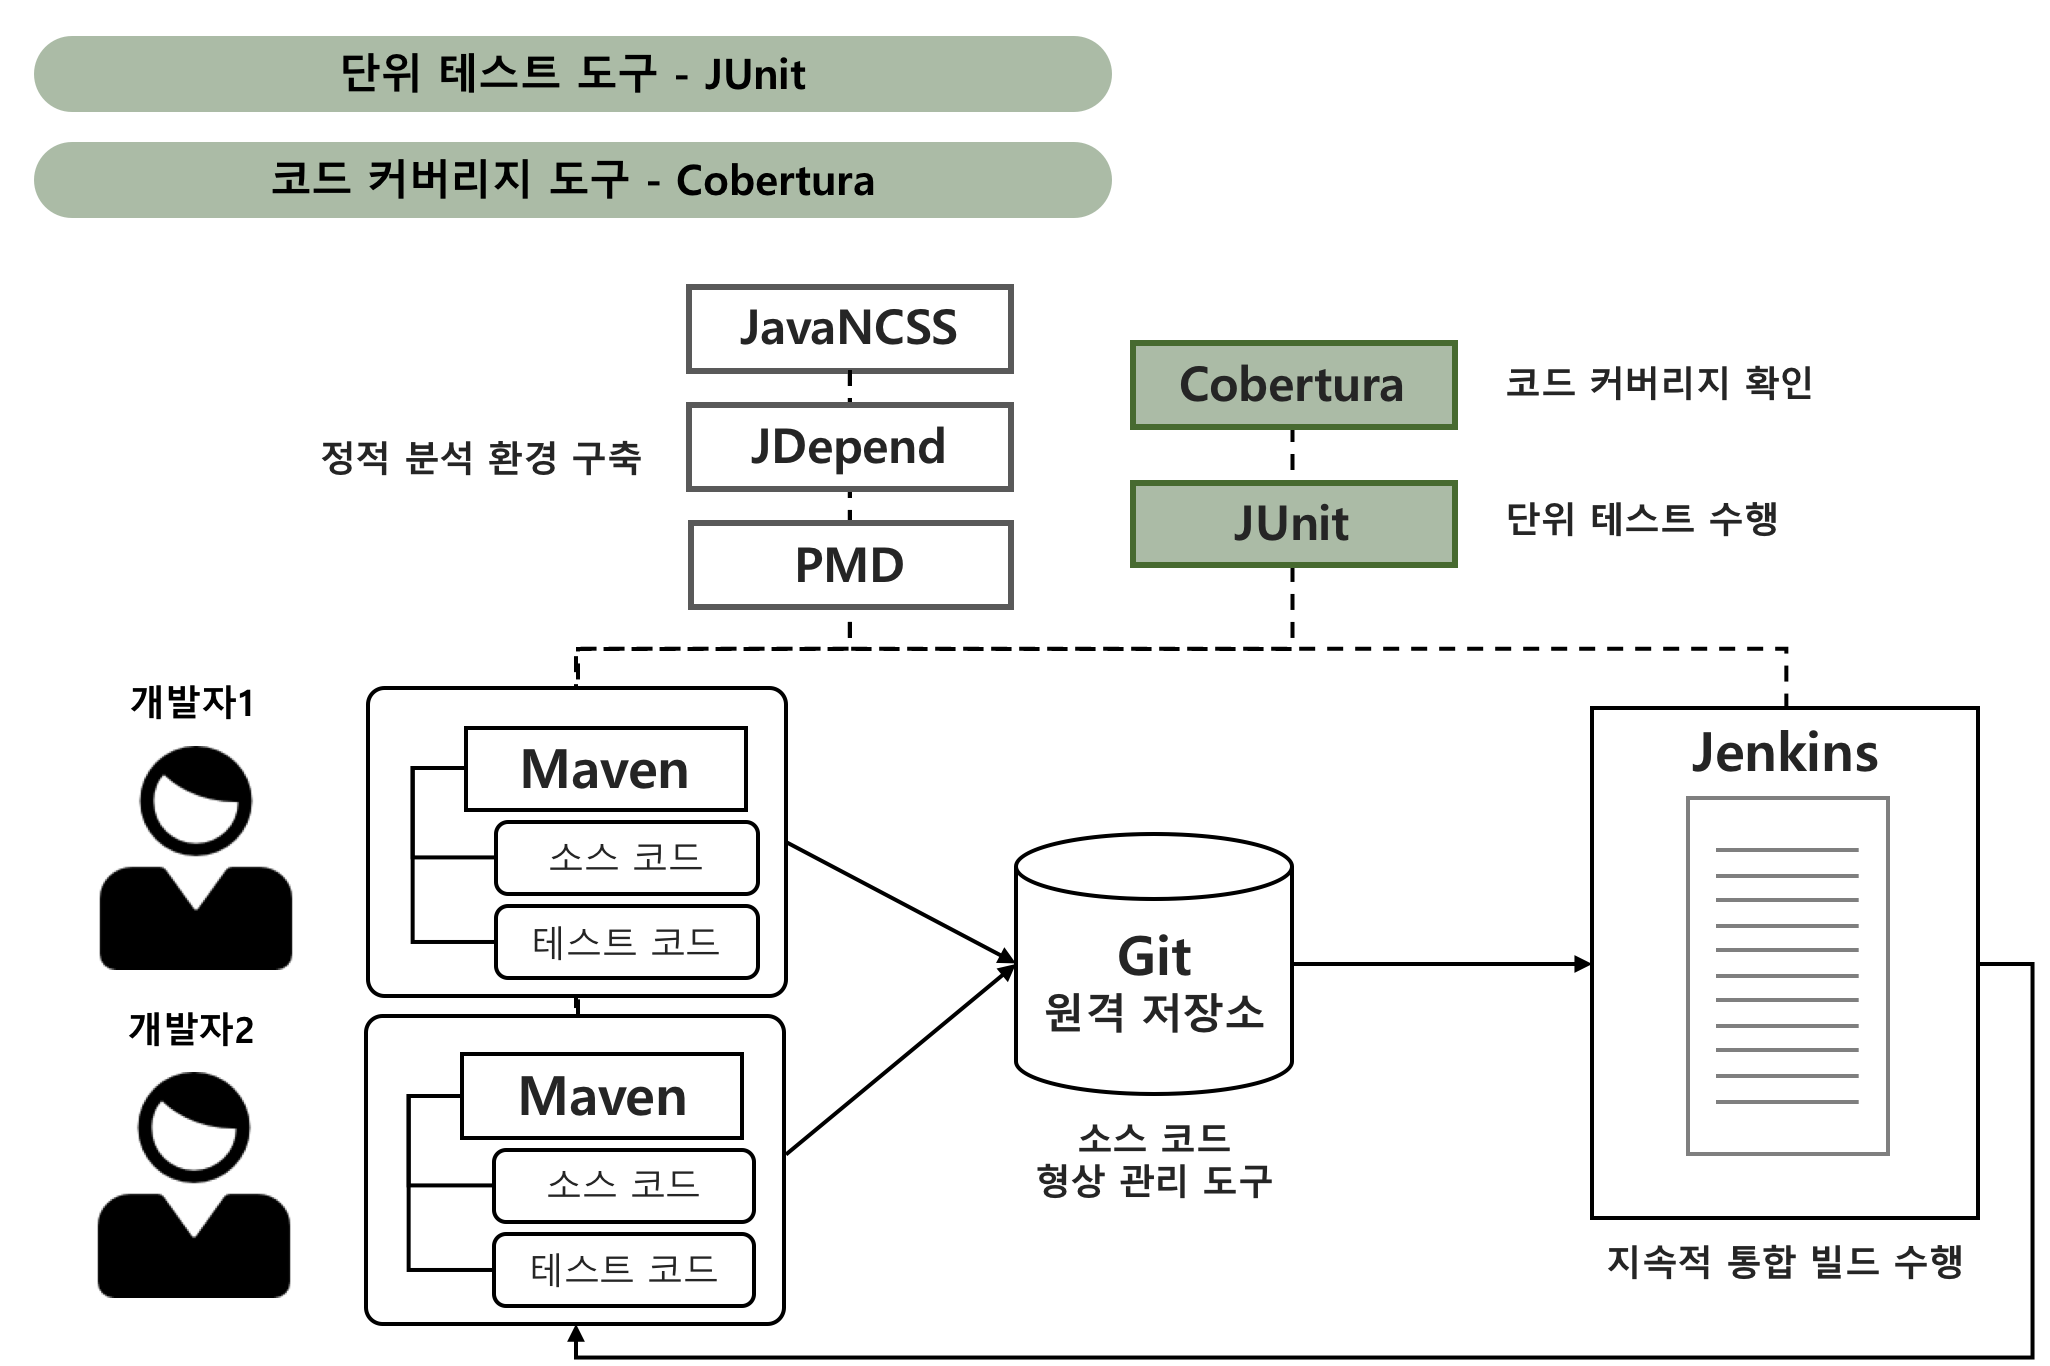 단위 테스트 도구 - JUnit
코드 커버리지 도구 - Cobertura
JavaNCSS
JDepend
PMD
정적 분석 환경 구축
Cobertura
코드 커버리지 확인
JUnit
단위 테스트 수행
개발자1
Maven
소스 코드
테스트 코드
개발자2
Maven
소스 코드
테스트 코드
Git
원격 저장소
소스 코드
형상 관리 도구
Jenkins
지속적 통합 빌드 수행